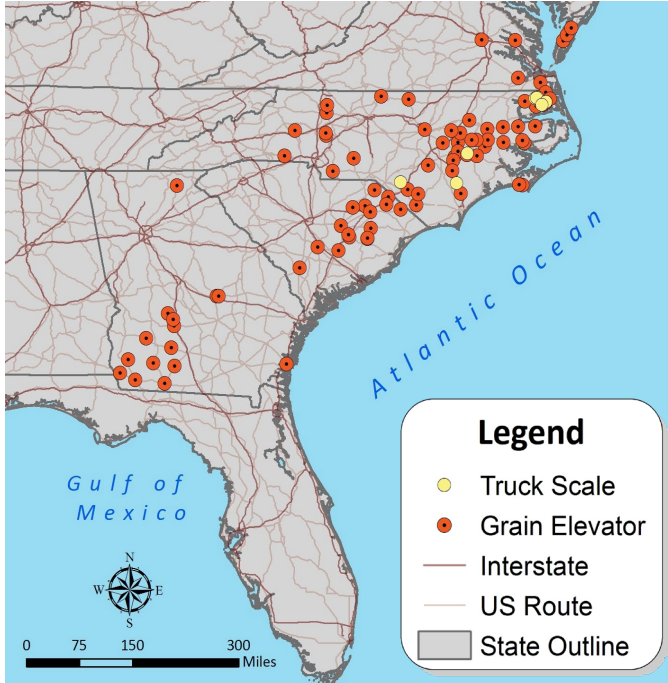 Atlantic Ocean
Gulf of
Mexico
N
W E
S
0 75 150 300
Miles
Legend
Truck Scale
Grain Elevator
Interstate
US Route
State Outline